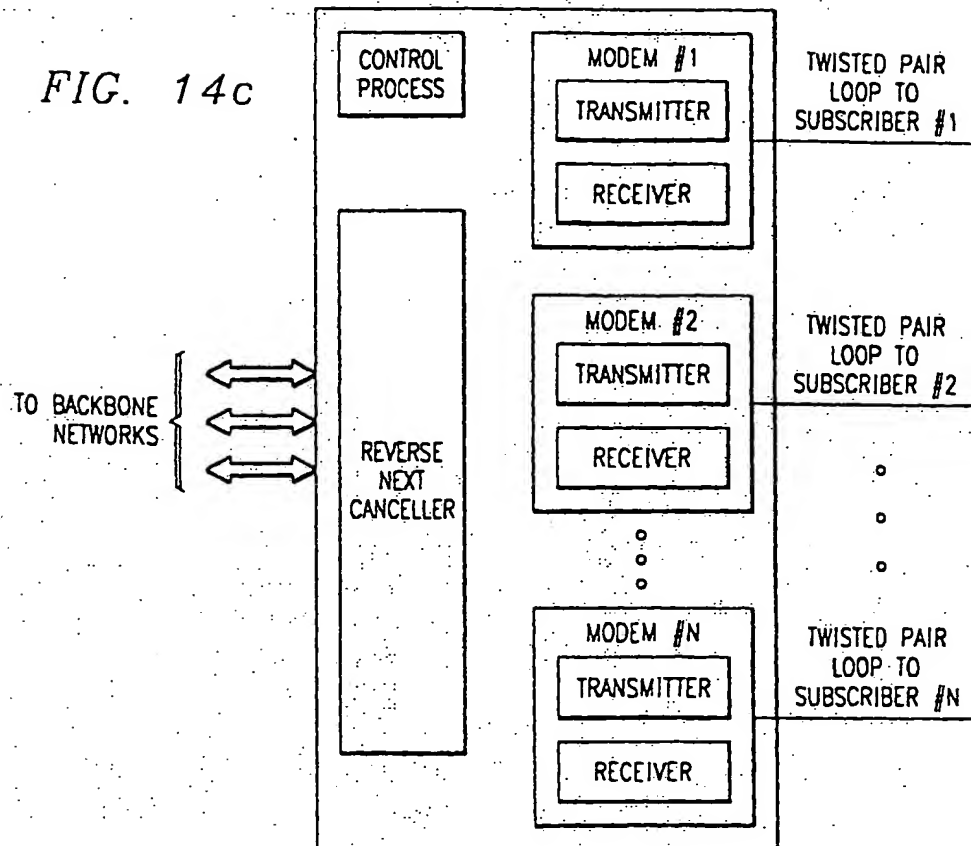 FIG. 14c
CONTROL
PROCESS
MODEM #1
TRANSMITTER
RECEIVER
TWISTED PAIR
LOOP TO
SUBSCRIBER #1
TO BACKBONE
NETWORKS
REVERSE
NEXT
CANCELLER
MODEM #2
TRANSMITTER
RECEIVER
TWISTED PAIR
LOOP TO
SUBSCRIBER #2
MODEM #N
TRANSMITTER
RECEIVER
TWISTED PAIR
LOOP TO
SUBSCRIBER #N